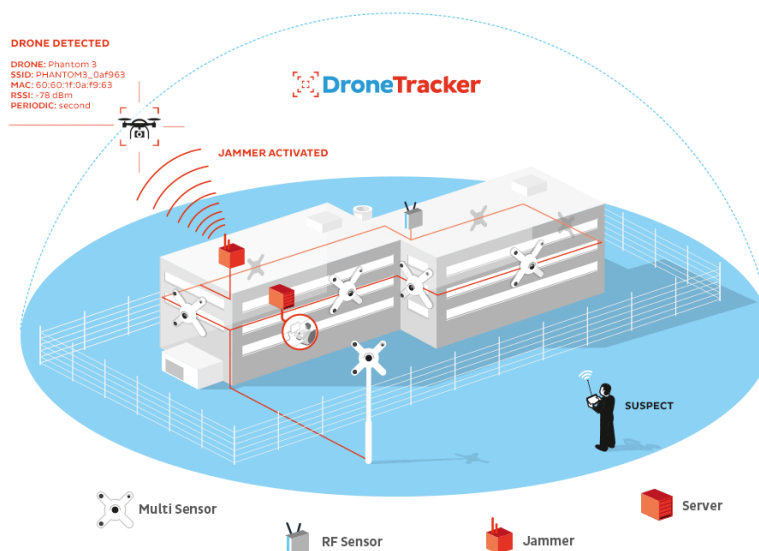 DRONE DETECTED
DRONE: Phantom 3
SSID: PHANTOM3_0af963
MAC: 60:60:1f:0a:f9:63
RSSI: -78 dBm
PERIODIC: second
DroneTracker
JAMMER ACTIVATED
SUSPECT
Multi Sensor
RF Sensor
Jammer
Server